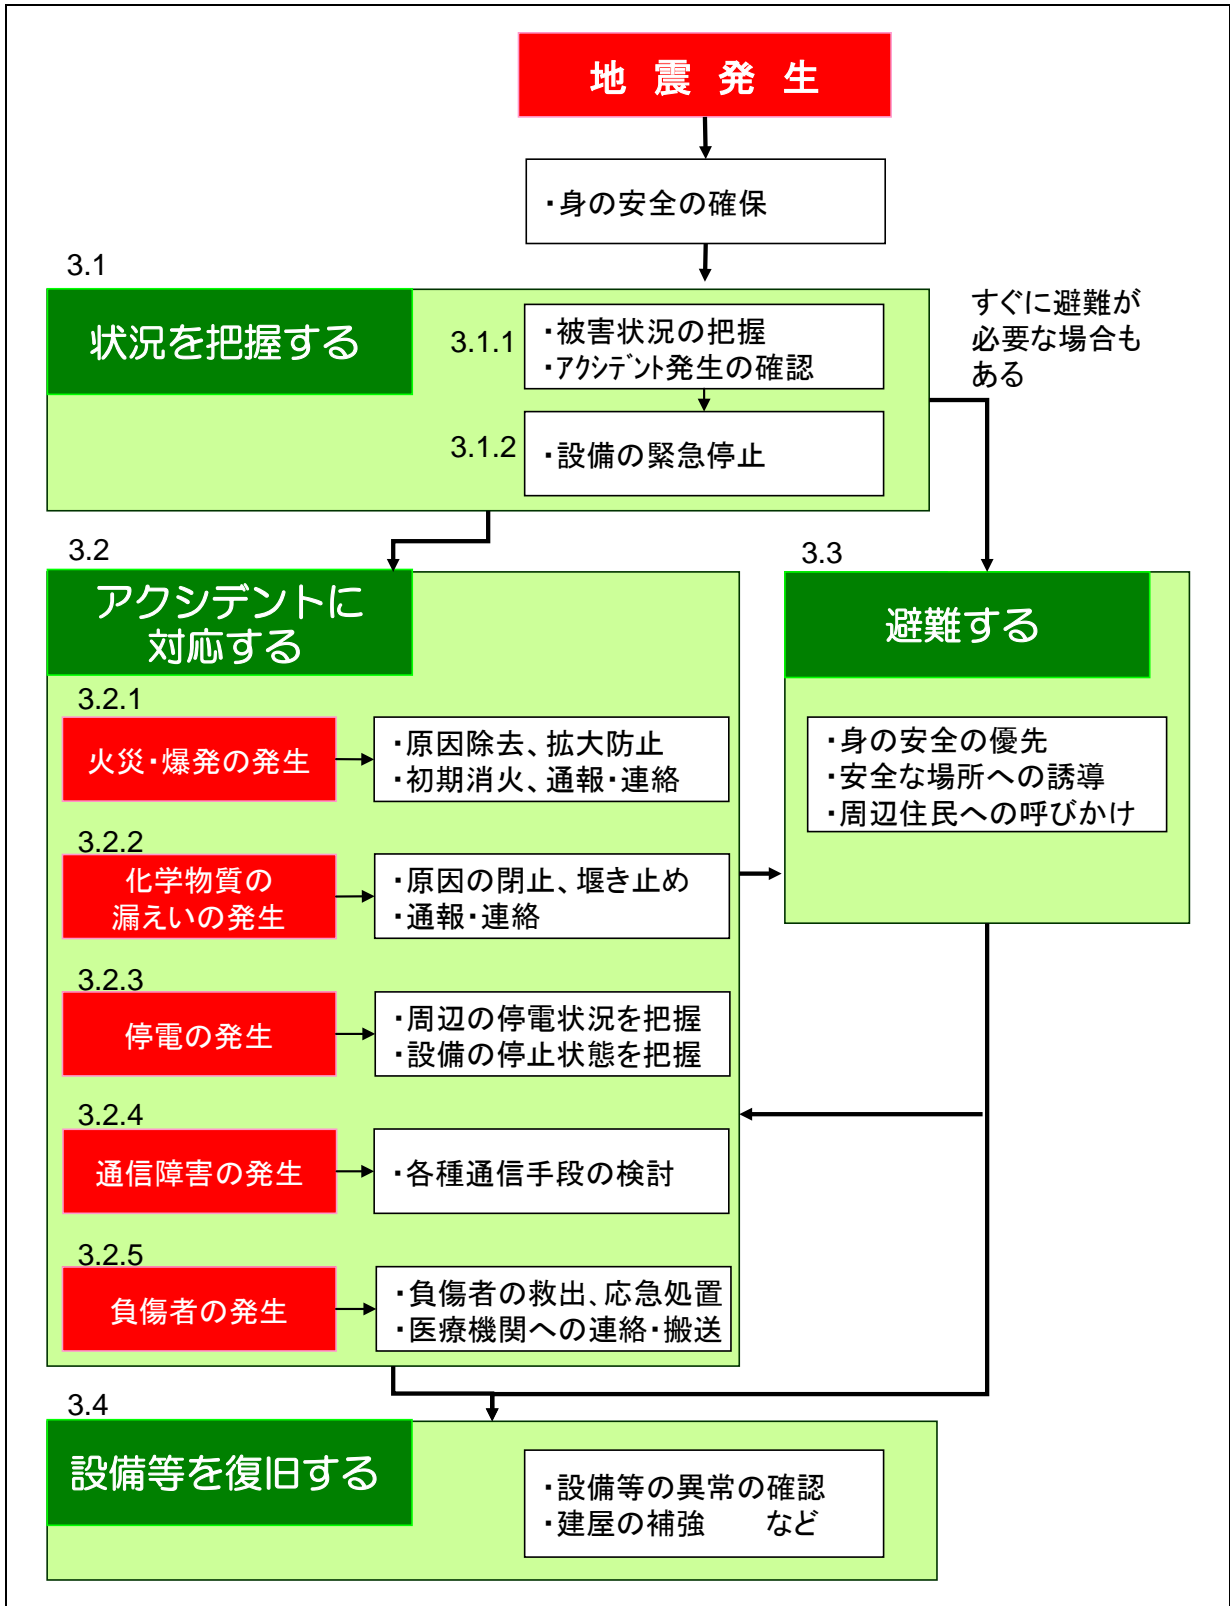 地 震 発 生
・身の安全の確保
3.1
状況を把握する
3.1.1
・被害状況の把握
・アクシデント発生の確認
3.1.2
・設備の緊急停止
すぐに避難が
必要な場合も
ある
3.2
アクシデントに
対応する
3.2.1
火災・爆発の発生
・原因除去、拡大防止
・初期消火、通報・連絡
3.2.2
化学物質の
漏えいの発生
・原因の閉止、堰き止め
・通報・連絡
3.2.3
停電の発生
・周辺の停電状況を把握
・設備の停止状態を把握
3.2.4
通信障害の発生
・各種通信手段の検討
3.2.5
負傷者の発生
・負傷者の救出、応急処置
・医療機関への連絡・搬送
3.3
避難する
・身の安全の優先
・安全な場所への誘導
・周辺住民への呼びかけ
3.4
設備等を復旧する
・設備等の異常の確認
・建屋の補強　　など